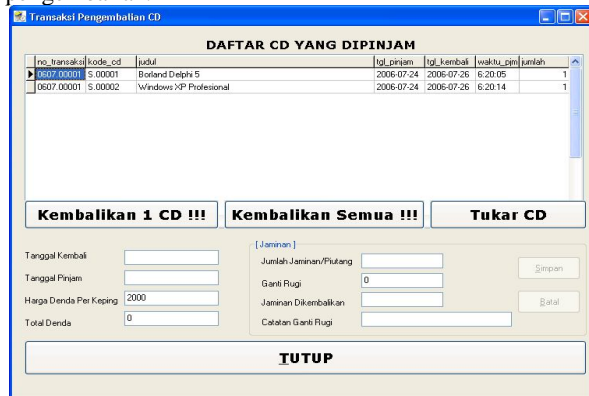 Transaksi Pengembalian CD
DAFTAR CD YANG DIPINJAM
no_transaksi kode_cd judul tgl_pinjam tgl_kembali waktu_pjm jumlah
0607.00001 S.00001 Borland Delphi 5 2006-07-24 2006-07-26 6:20:05 1
0607.00001 S.00002 Windows XP Profesional 2006-07-24 2006-07-26 6:20:14 1
Kembalikan 1 CD !!! Kembalikan Semua !!! Tukar CD
Tanggal Kembali
Tanggal Pinjam
Harga Denda Per Keping 2000
Total Denda 0
[Jaminan]
Jumlah Jaminan/Piutang
Ganti Rugi 0
Jaminan Dikembalikan
Catatan Ganti Rugi
Simpan
Batal
TUTUP